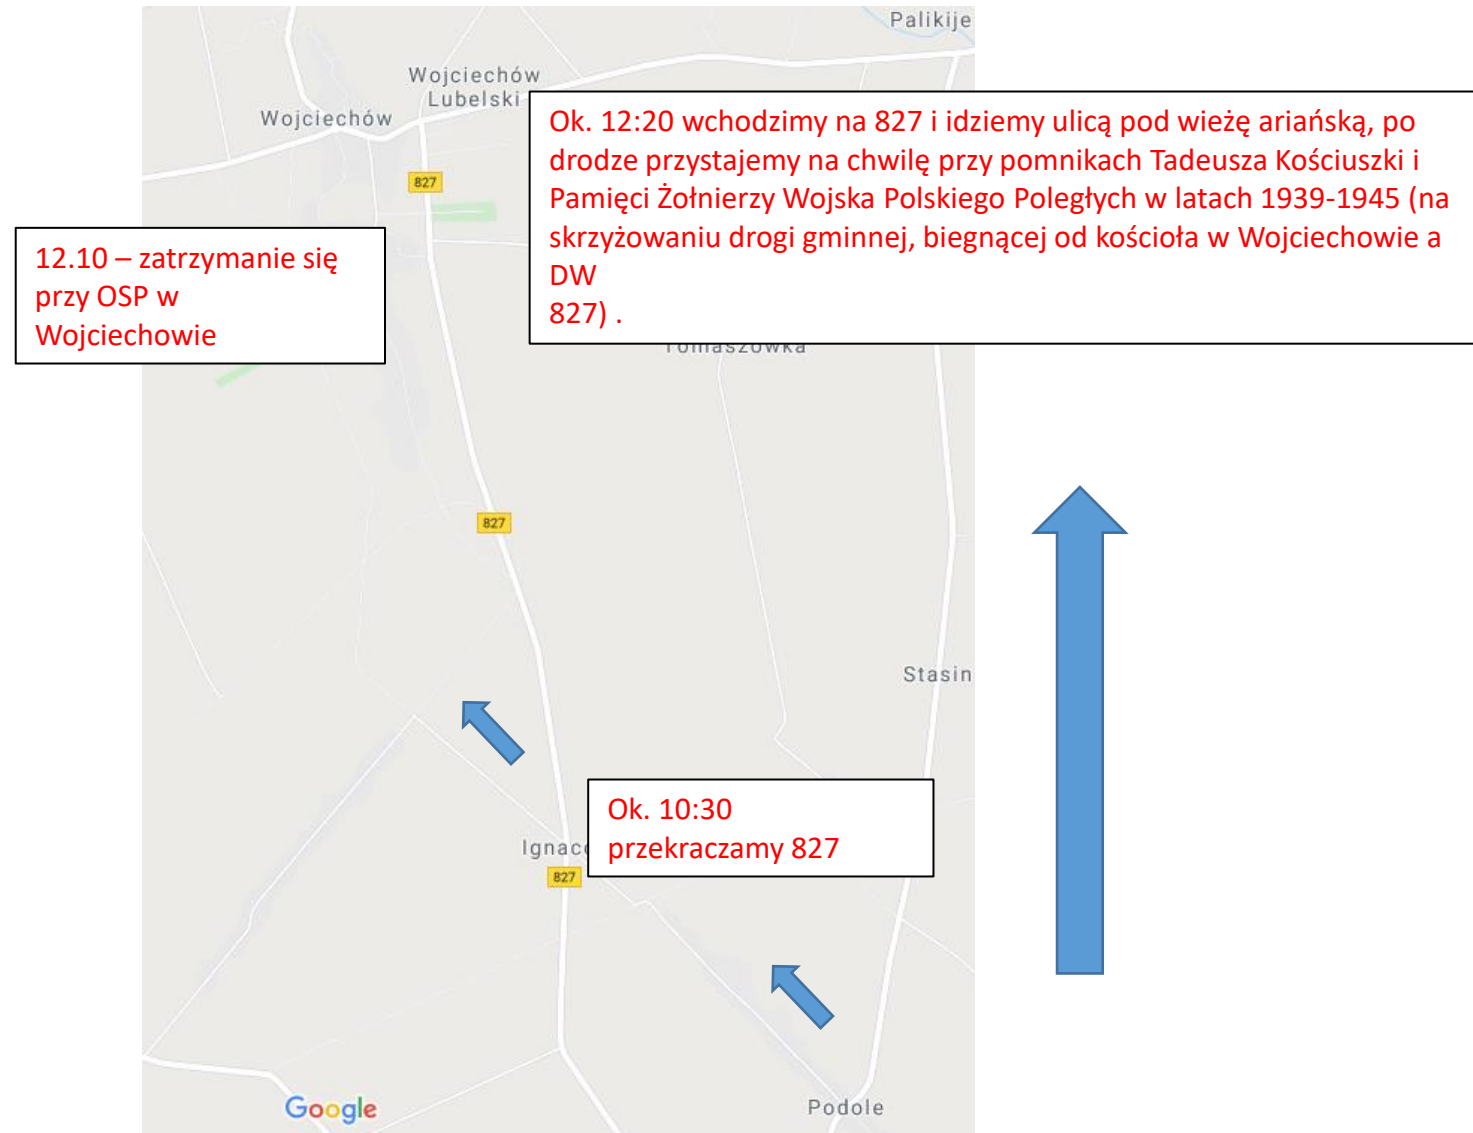 Palikije
Wojciechów
Lubelski
Wojciechów
Ok. 12:20 wchodzimy na 827 i idziemy ulicą pod wieżę ariańską, po
drodze przystajemy na chwilę przy pomnikach Tadeusza Kościuszki i
Pamięci Żołnierzy Wojska Polskiego Poległych w latach 1939-1945 (na
skrzyżowaniu drogi gminnej, biegnącej od kościoła w Wojciechowie a
DW
827) .
827
12.10 – zatrzymanie się
przy OSP w
Wojciechowie
Tomaszówka
827
Stasin
Ok. 10:30
przekraczamy 827
827
Google
Podole